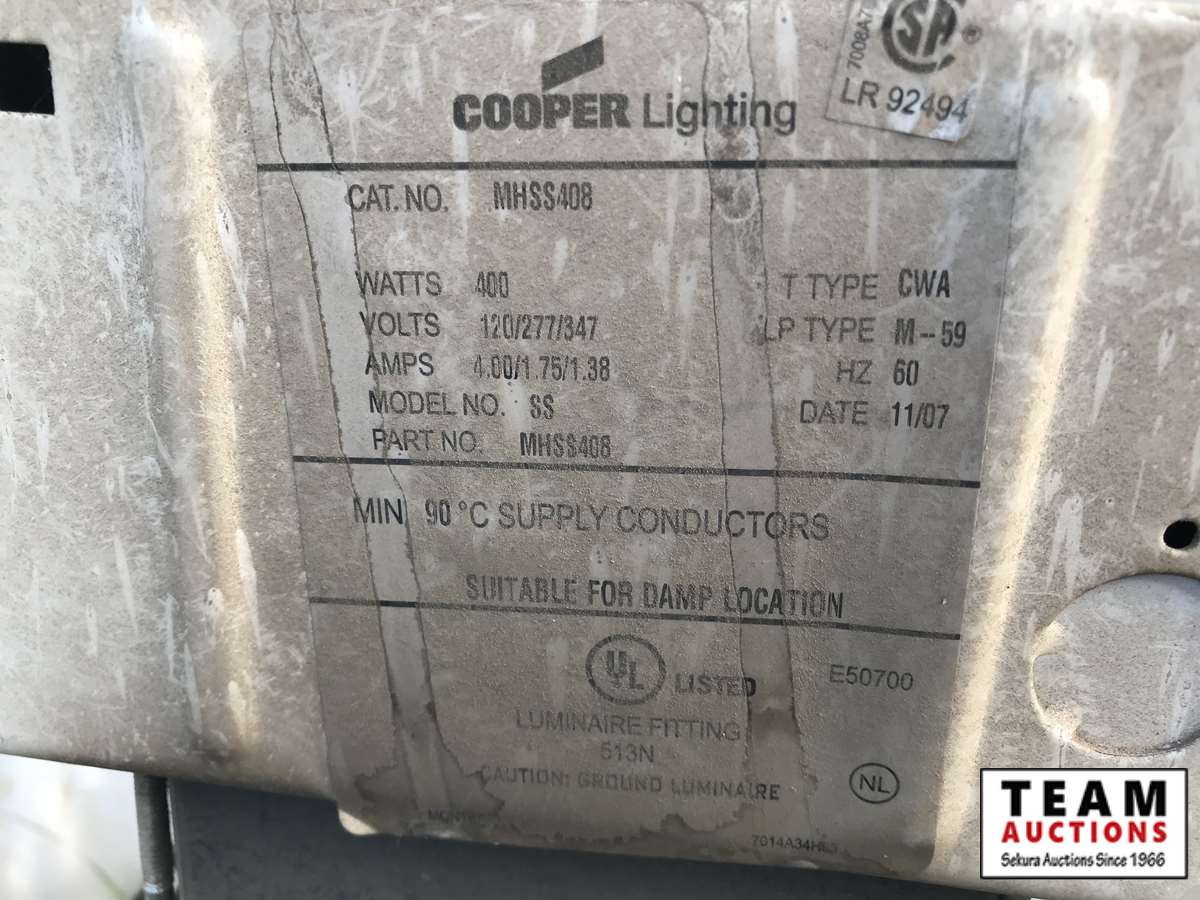 SA
®
LR 92494
COOPER Lighting
CAT. NO. MHSS408
WATTS 400 T TYPE CWA
VOLTS 120/277/347 LP TYPE M-59
AMPS 4.00/1.75/1.38 HZ 60
MODEL NO. SS DATE 11/07
PART NO. MHSS408
MIN 90 °C SUPPLY CONDUCTORS
SUITABLE FOR DAMP LOCATION
UL LISTED E50700
LUMINAIRE FITTING
513N
CAUTION: GROUND LUMINAIRE
NL
TEAM
AUCTIONS
Sekura Auctions Since 1966